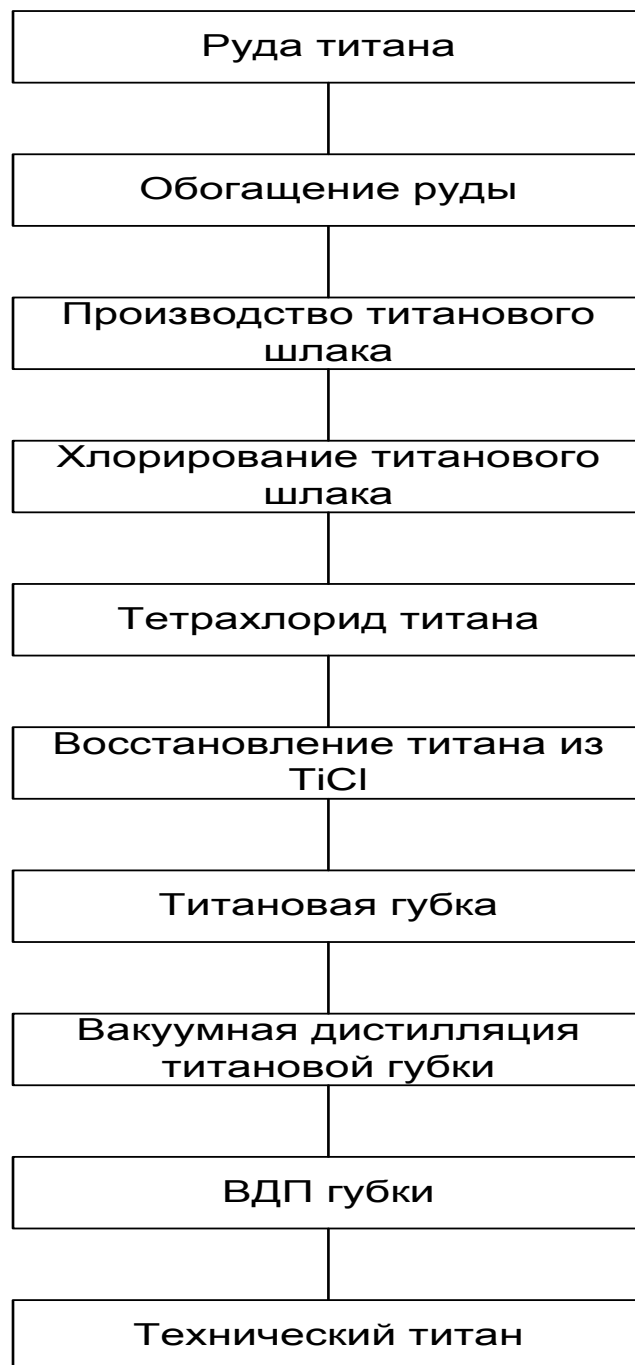 Руда титана
Обогащение руды
Производство титанового
шлака
Хлорирование титанового
шлака
Тетрахлорид титана
Восстановление титана из
TiCl
Титановая губка
Вакуумная дистилляция
титановой губки
ВДП губки
Технический титан